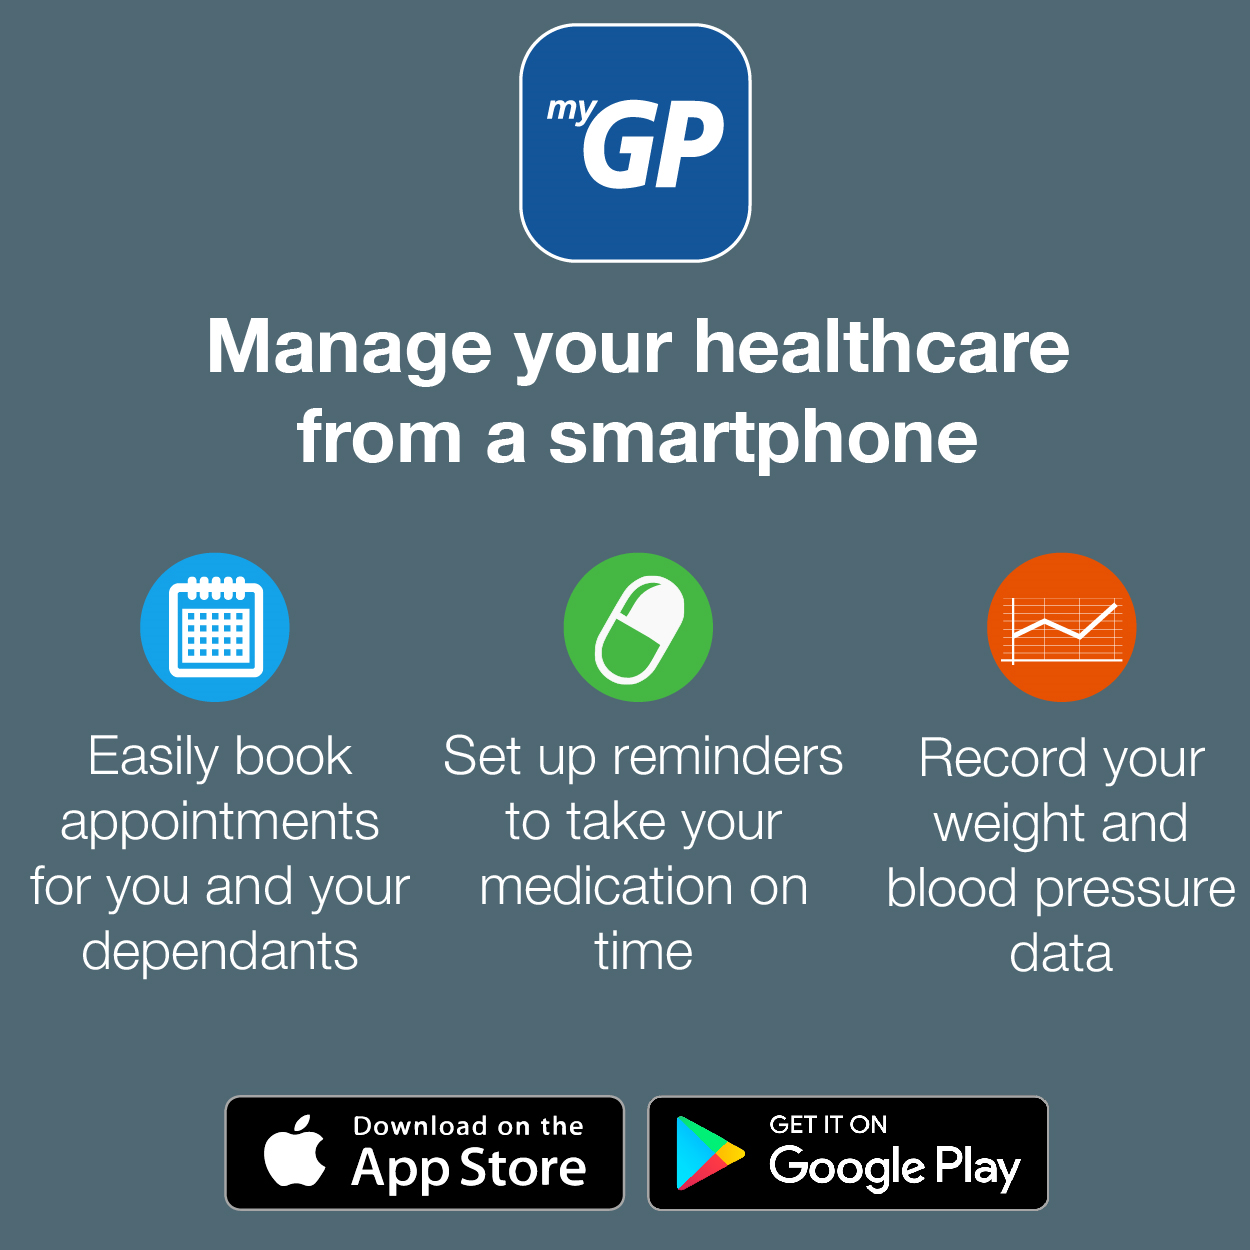 my GP
Manage your healthcare
from a smartphone
Easily book
appointments
for you and your
dependants
Set up reminders
to take your
medication on
time
Record your
weight and
blood pressure
data
Download on the
App Store
GET IT ON
Google Play